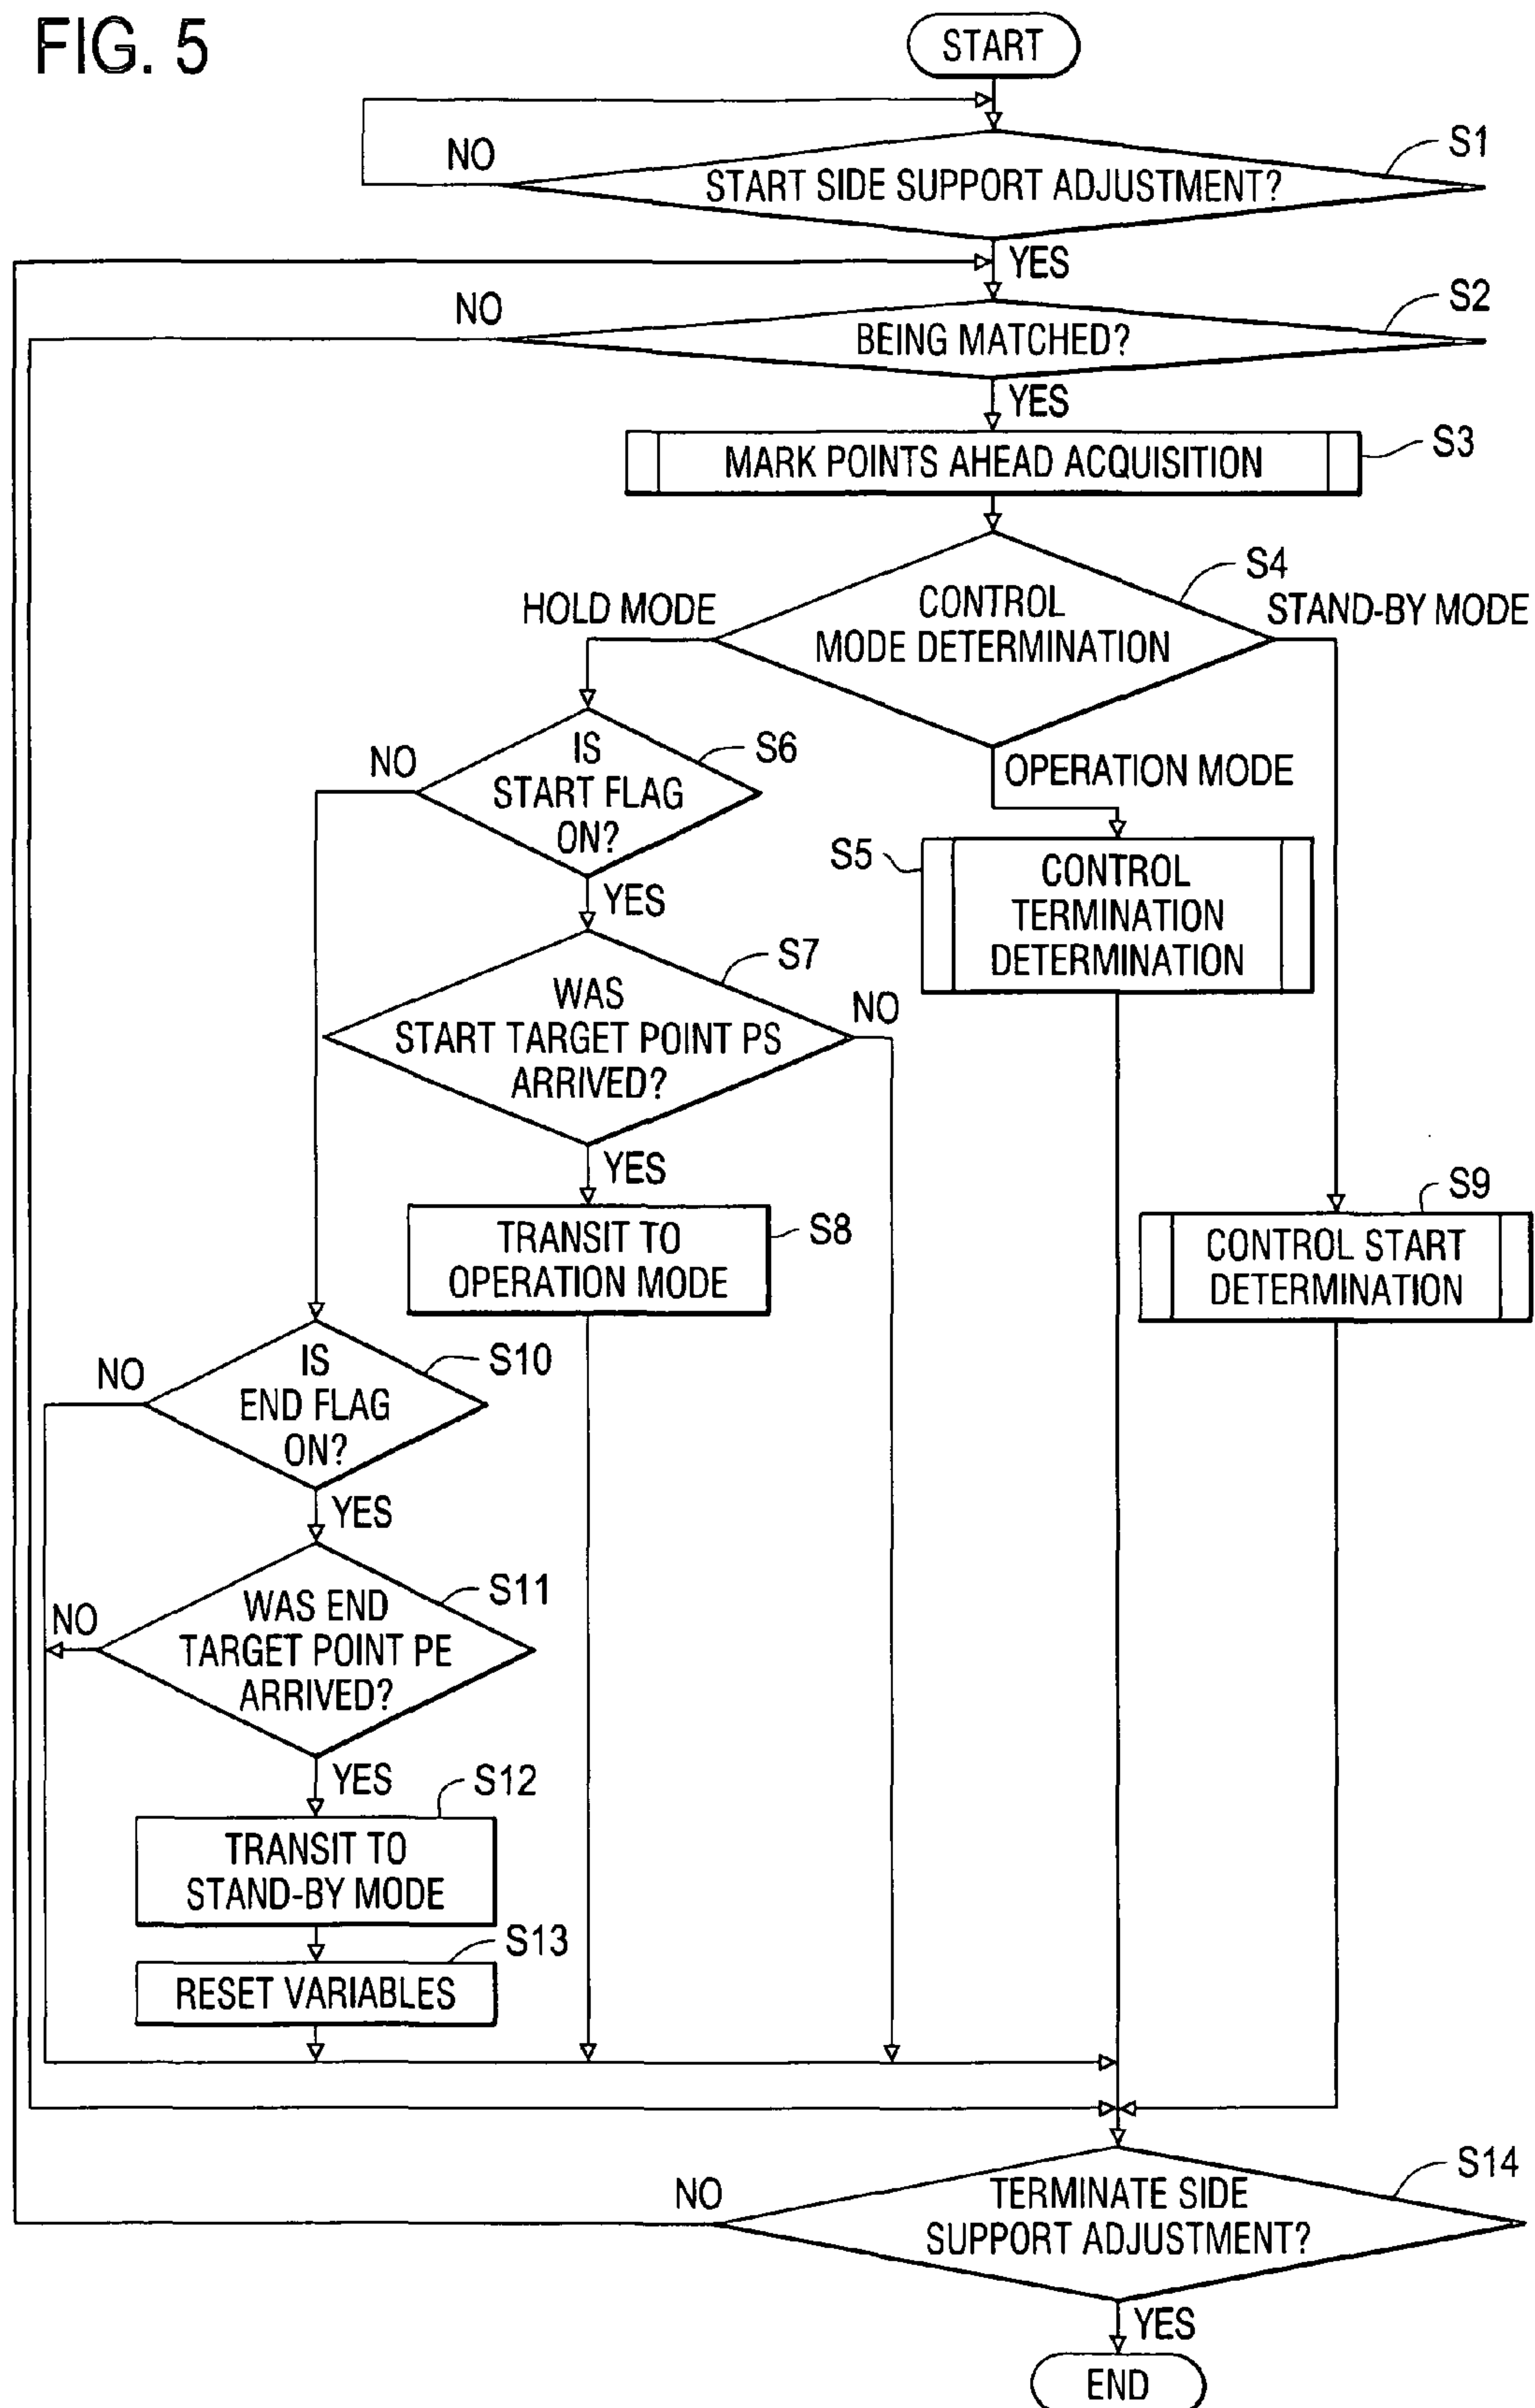 FIG. 5
START
NO
START SIDE SUPPORT ADJUSTMENT?
S1
YES
NO
BEING MATCHED?
S2
YES
MARK POINTS AHEAD ACQUISITION
S3
HOLD MODE
CONTROL
MODE DETERMINATION
S4
STAND-BY MODE
OPERATION MODE
NO
IS
START FLAG
ON?
S6
YES
S5
CONTROL
TERMINATION
DETERMINATION
WAS
START TARGET POINT PS
ARRIVED?
S7
NO
YES
TRANSIT TO
OPERATION MODE
S8
S9
CONTROL START
DETERMINATION
NO
IS
END FLAG
ON?
S10
YES
NO
WAS END
TARGET POINT PE
ARRIVED?
S11
YES
S12
TRANSIT TO
STAND-BY MODE
S13
RESET VARIABLES
NO
TERMINATE SIDE
SUPPORT ADJUSTMENT?
S14
YES
END